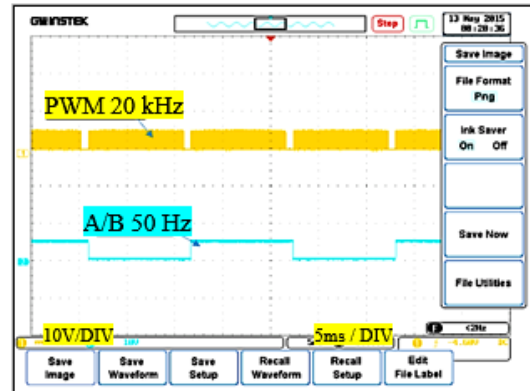 GWINSTEK
Stop
13 May 2015
00:20:36
Save Image
File Format
Png
Ink Saver
On Off
Save Now
File Utilities
PWM 20 kHz
A/B 50 Hz
10V/DIV
5ms / DIV
10V
<2Hz
Save
Image
Save
Waveform
Save
Setup
Recall
Waveform
Recall
Setup
Edit
File Label